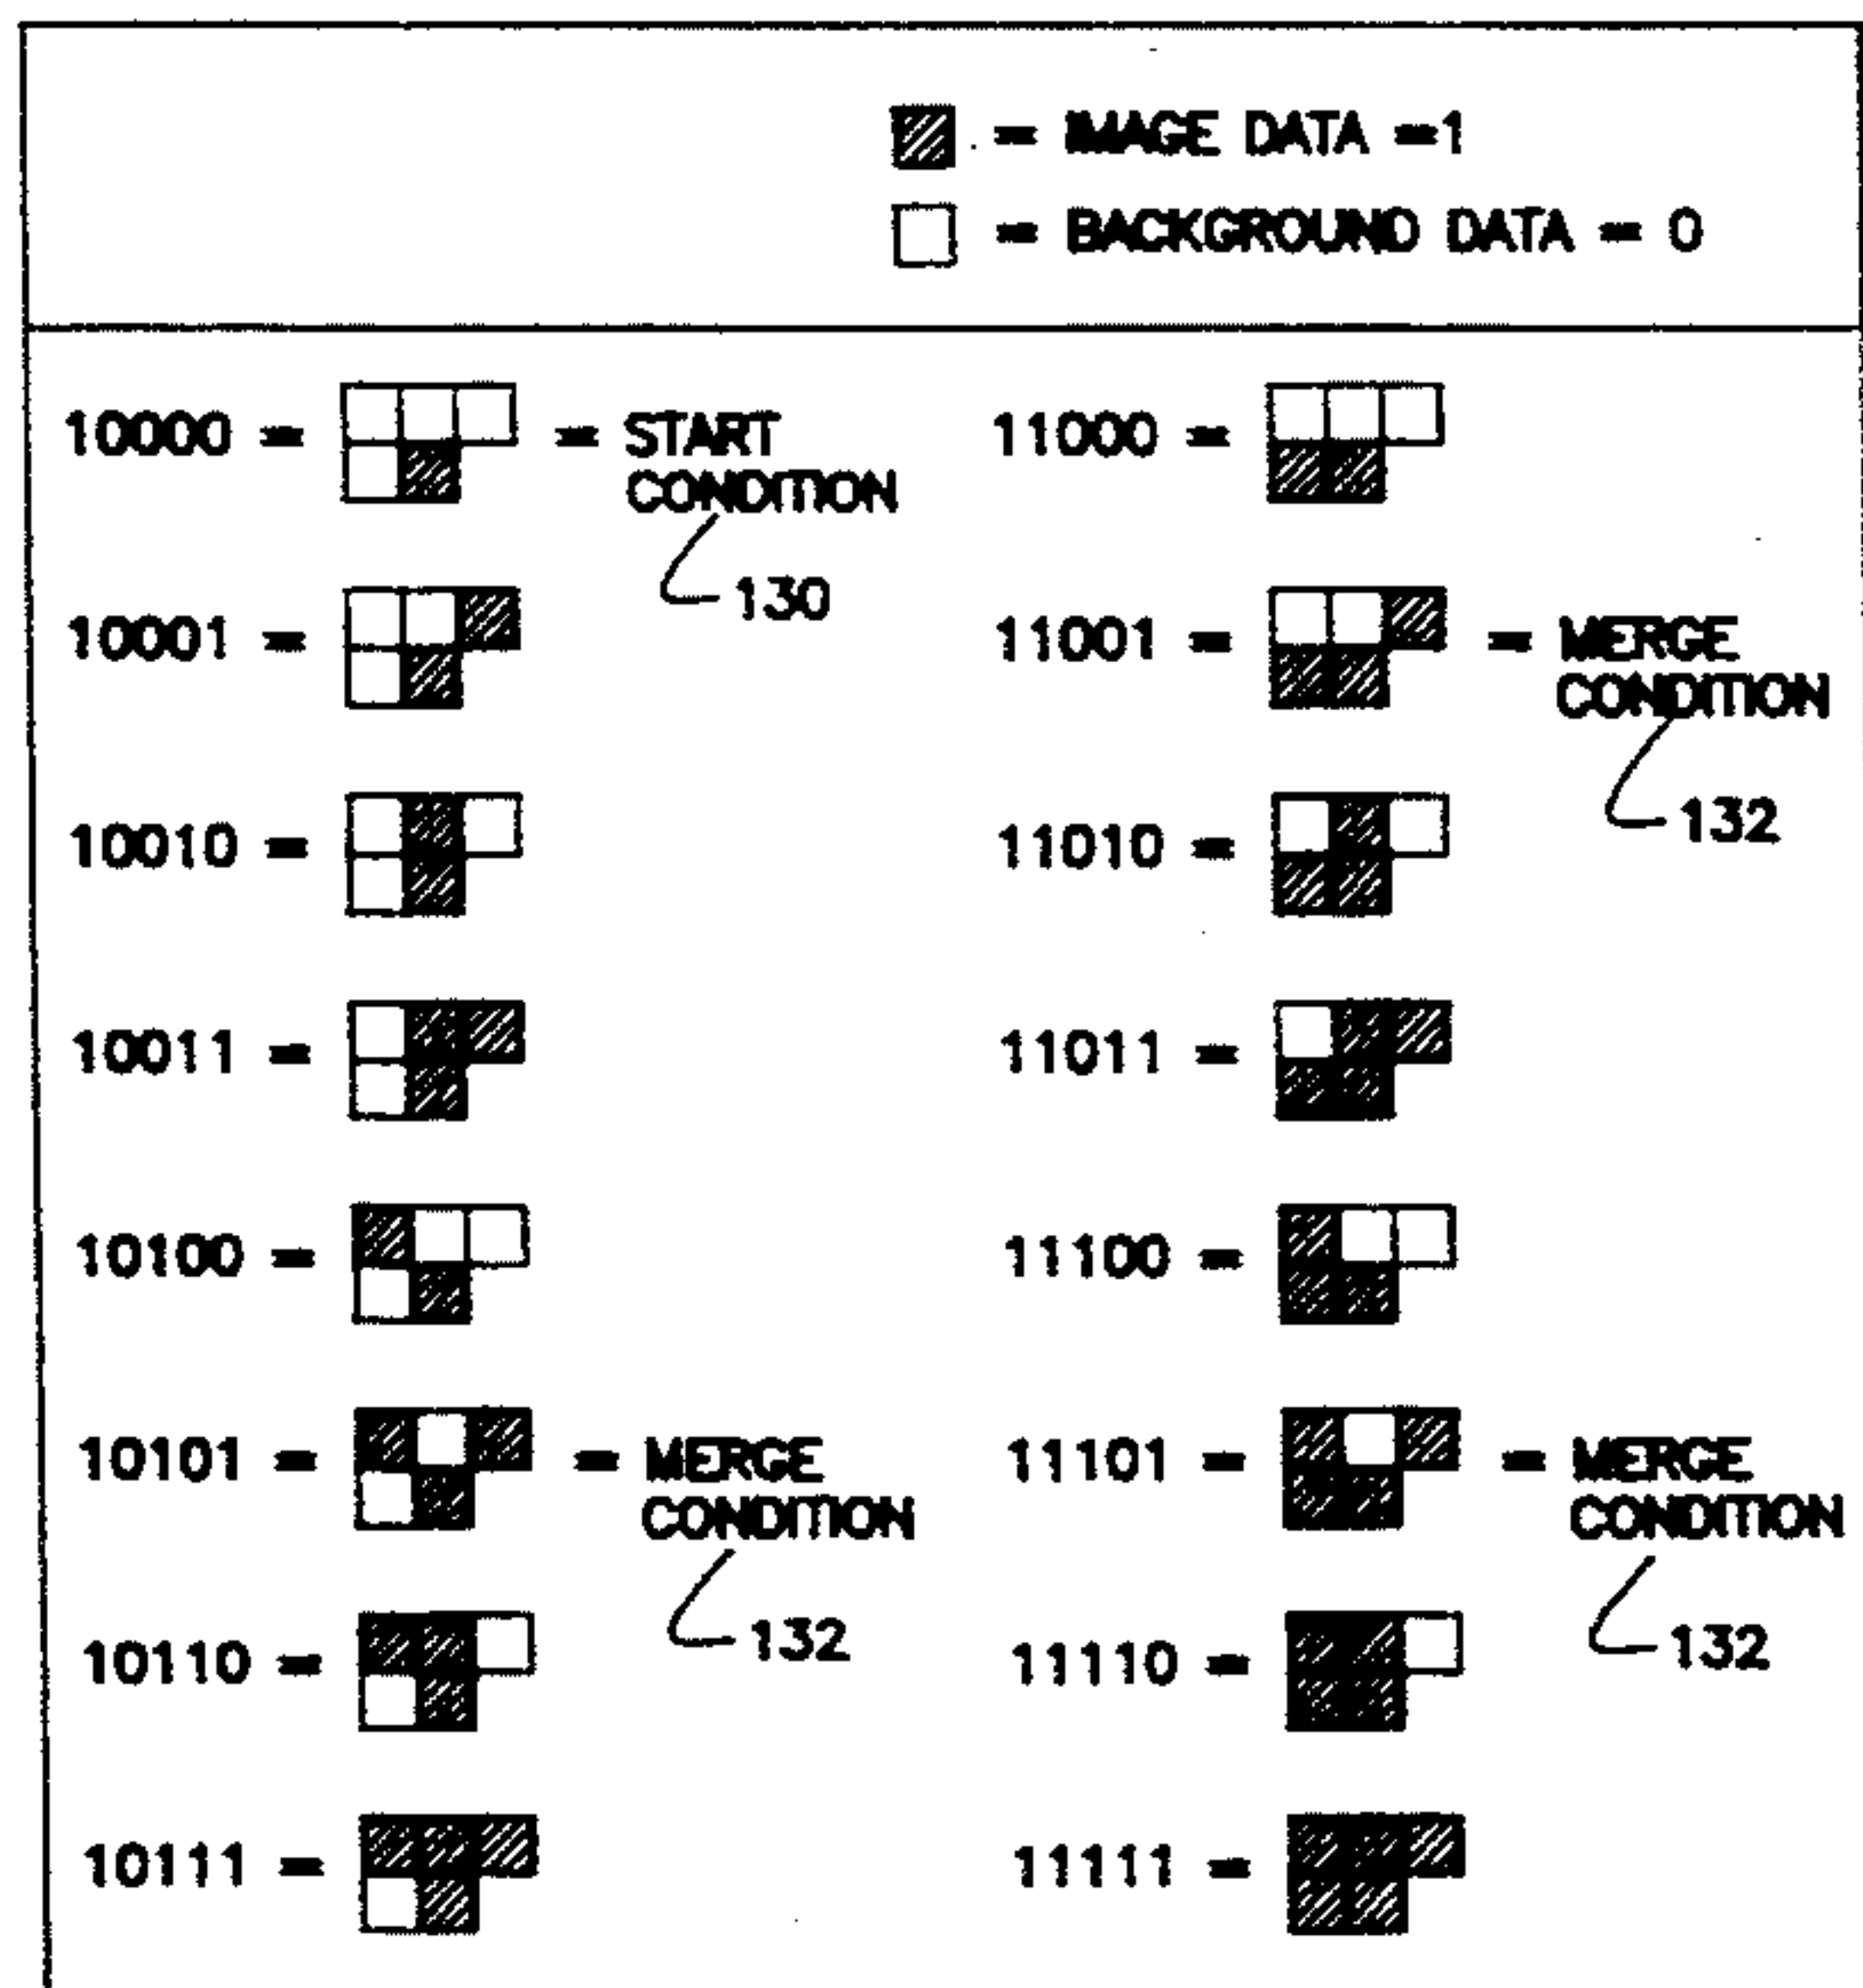 = IMAGE DATA =1
= BACKGROUND DATA = 0
10000 = = START
CONDITION
130
10001 =
10010 =
10011 =
10100 =
10101 = = MERGE
CONDITION
132
10110 =
10111 =
11000 =
11001 = = MERGE
CONDITION
132
11010 =
11011 =
11100 =
11101 = = MERGE
CONDITION
132
11110 =
11111 =